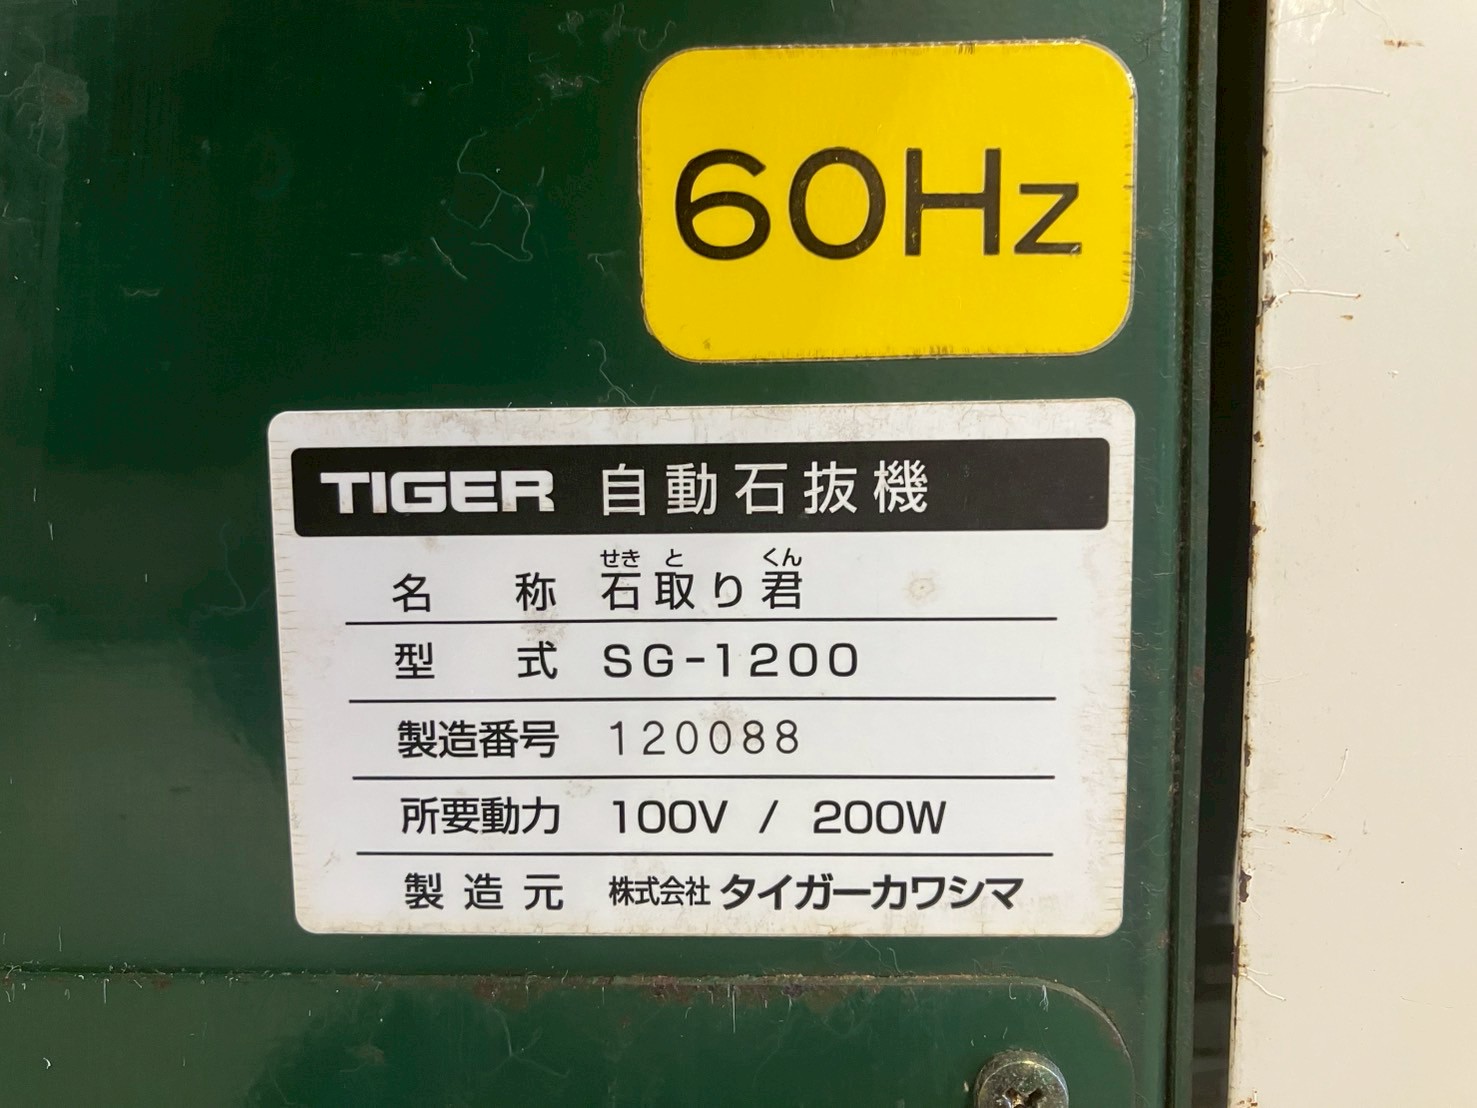 60Hz
TIGER 自動石抜機
せき と くん
名称 石取り君
型式 SG-1200
製造番号 120088
所要動力 100V / 200W
製造元 株式会社 タイガーカワシマ